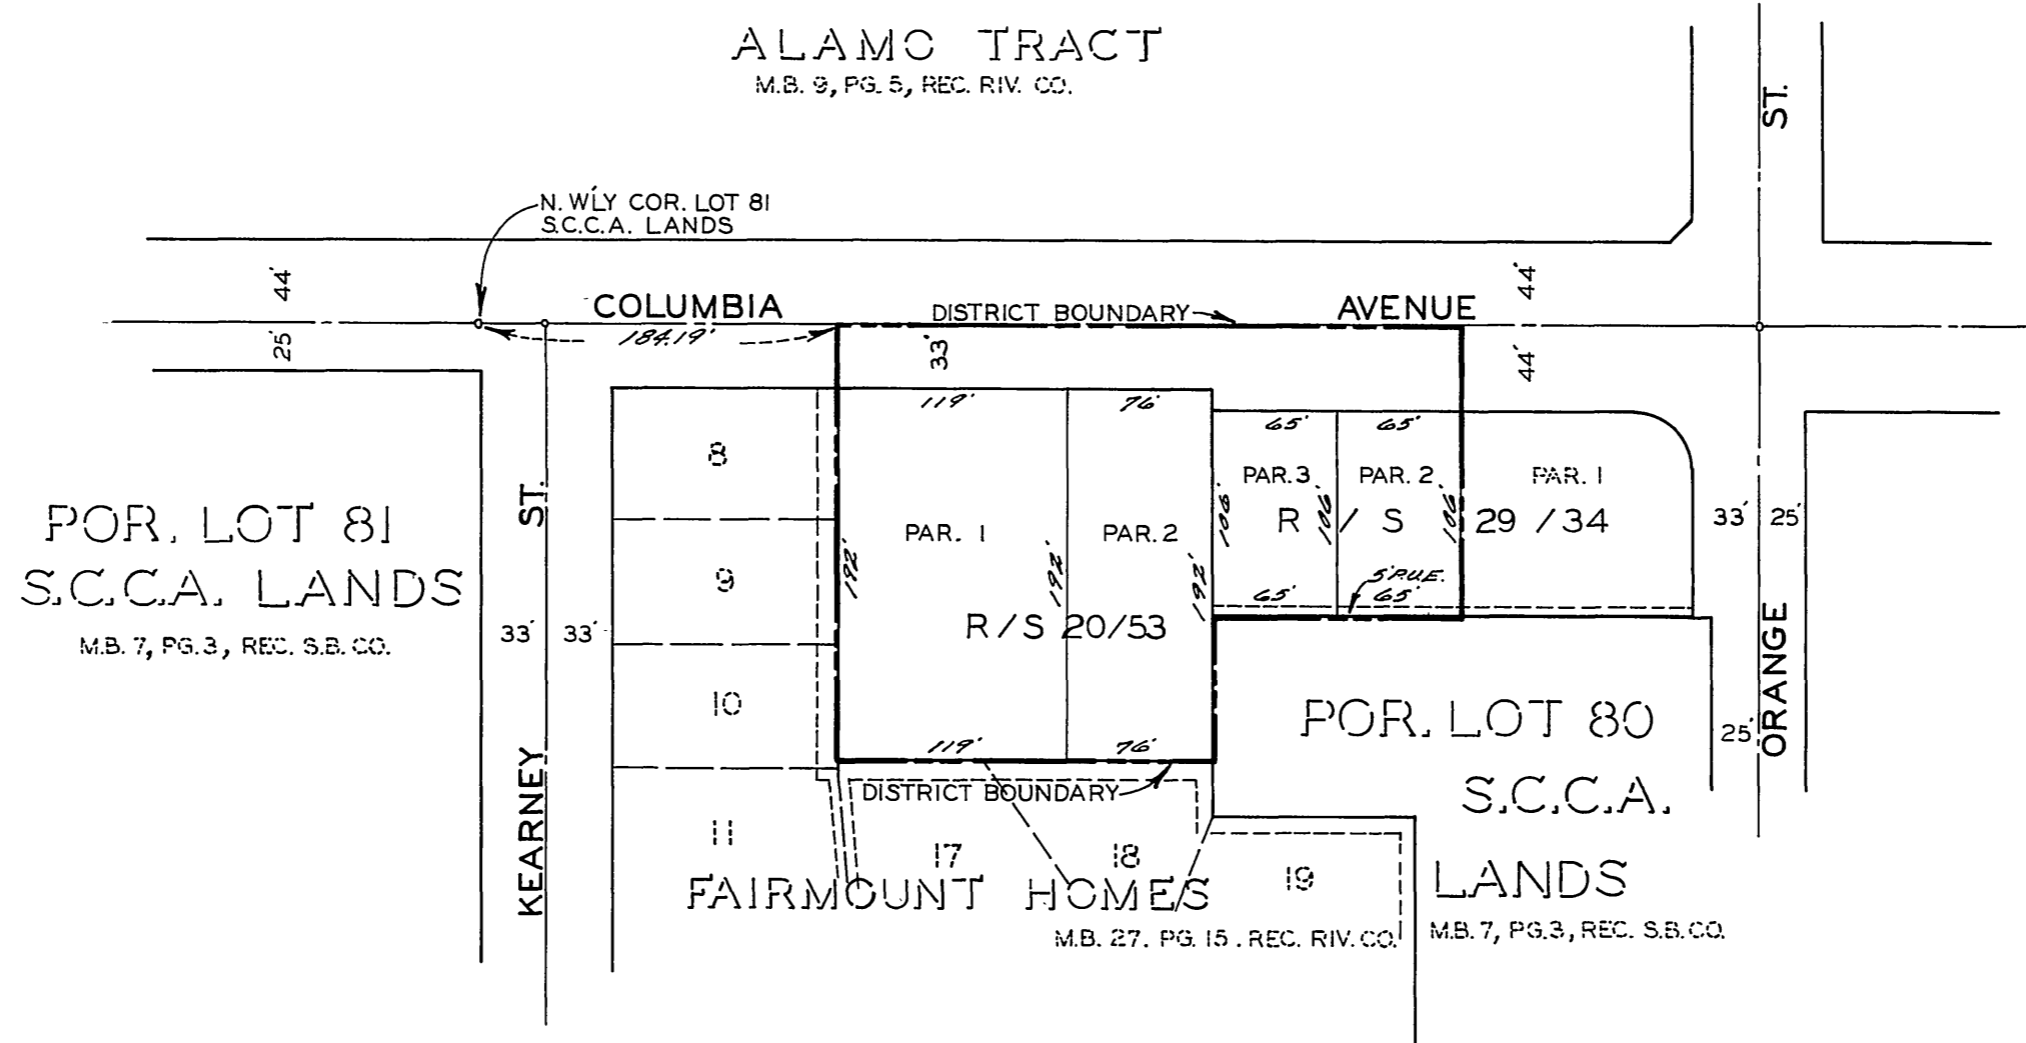 ALAMO TRACT
M.B. 9, PG. 5, REC. RIV. CO.
ST.
N. W'LY COR. LOT 81
S.C.C.A. LANDS
44'
44'
COLUMBIA
DISTRICT BOUNDARY
AVENUE
25'
184.19'
33'
44'
119'
76'
65'
65'
8
PAR. 3
PAR. 2
PAR. 1
ST.
POR. LOT 81
S.C.C.A. LANDS
M.B. 7, PG. 3, REC. S.B. CO.
PAR. 1
PAR. 2
106'
106'
106'
R / S 29 / 34
33'
25'
192'
192'
192'
9
5' P.U.E.
65'
65'
33'
33'
R / S 20/53
ORANGE
10
POR. LOT 80
25'
119'
76'
KEARNEY
DISTRICT BOUNDARY
S.C.C.A.
11
17
18
19
LANDS
FAIRMOUNT HOMES
M.B. 27. PG. 15. REC. RIV. CO.
M.B. 7, PG. 3, REC. S.B. CO.